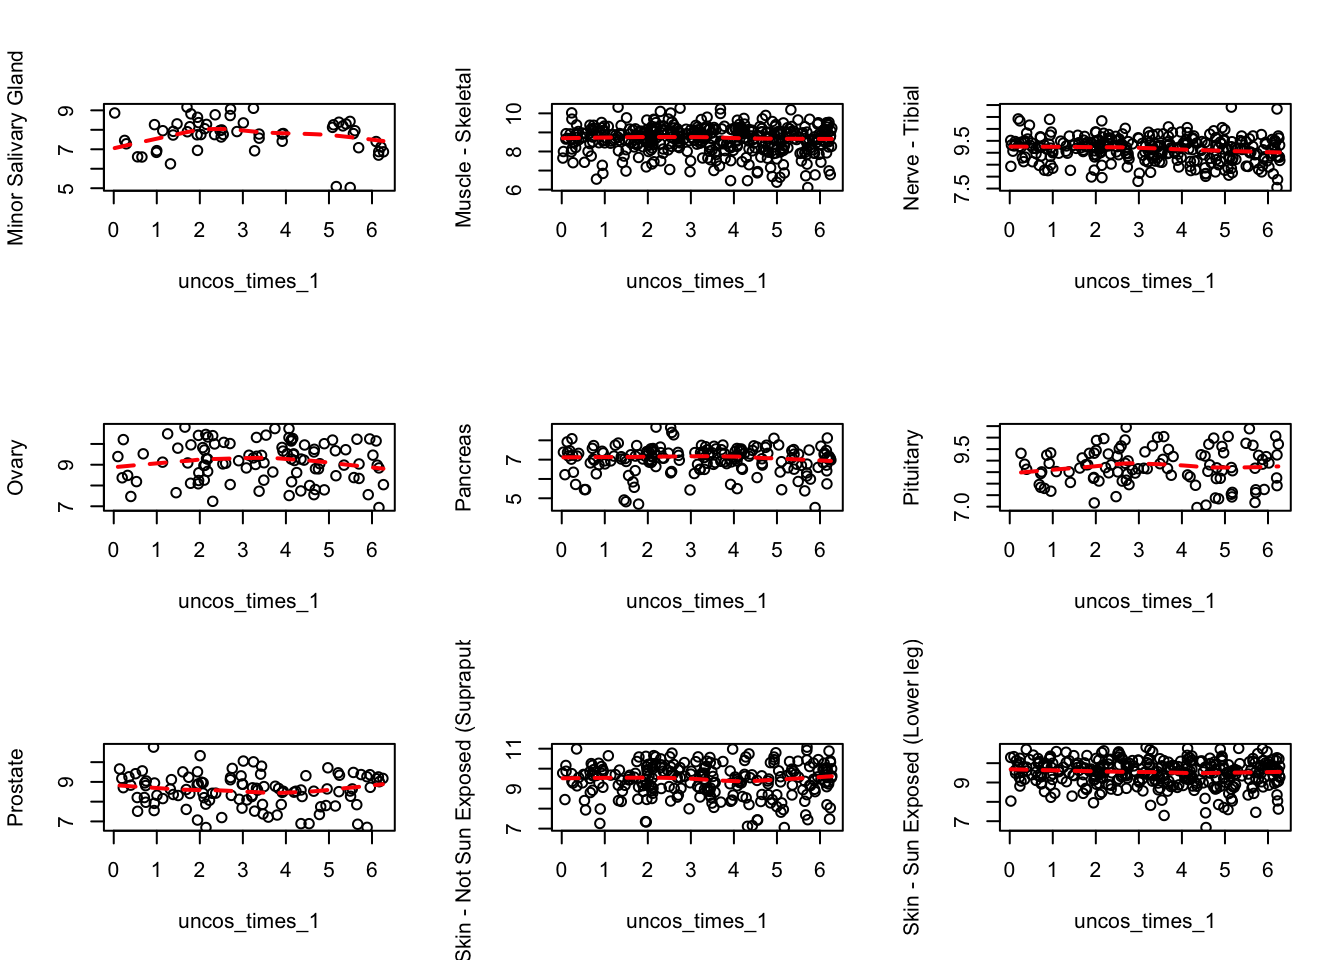 Minor Salivary Gland
5 7 9
0 1 2 3 4 5 6
uncos_times_1
Muscle - Skeletal
6 8 10
0 1 2 3 4 5 6
uncos_times_1
Nerve - Tibial
7.5 9.5
0 1 2 3 4 5 6
uncos_times_1
Ovary
7 9
0 1 2 3 4 5 6
uncos_times_1
Pancreas
5 7
0 1 2 3 4 5 6
uncos_times_1
Pituitary
7.0 9.5
0 1 2 3 4 5 6
uncos_times_1
Prostate
7 9
0 1 2 3 4 5 6
uncos_times_1
Skin - Not Sun Exposed (Suprapub
7 9 11
0 1 2 3 4 5 6
uncos_times_1
Skin - Sun Exposed (Lower leg)
7 9
0 1 2 3 4 5 6
uncos_times_1